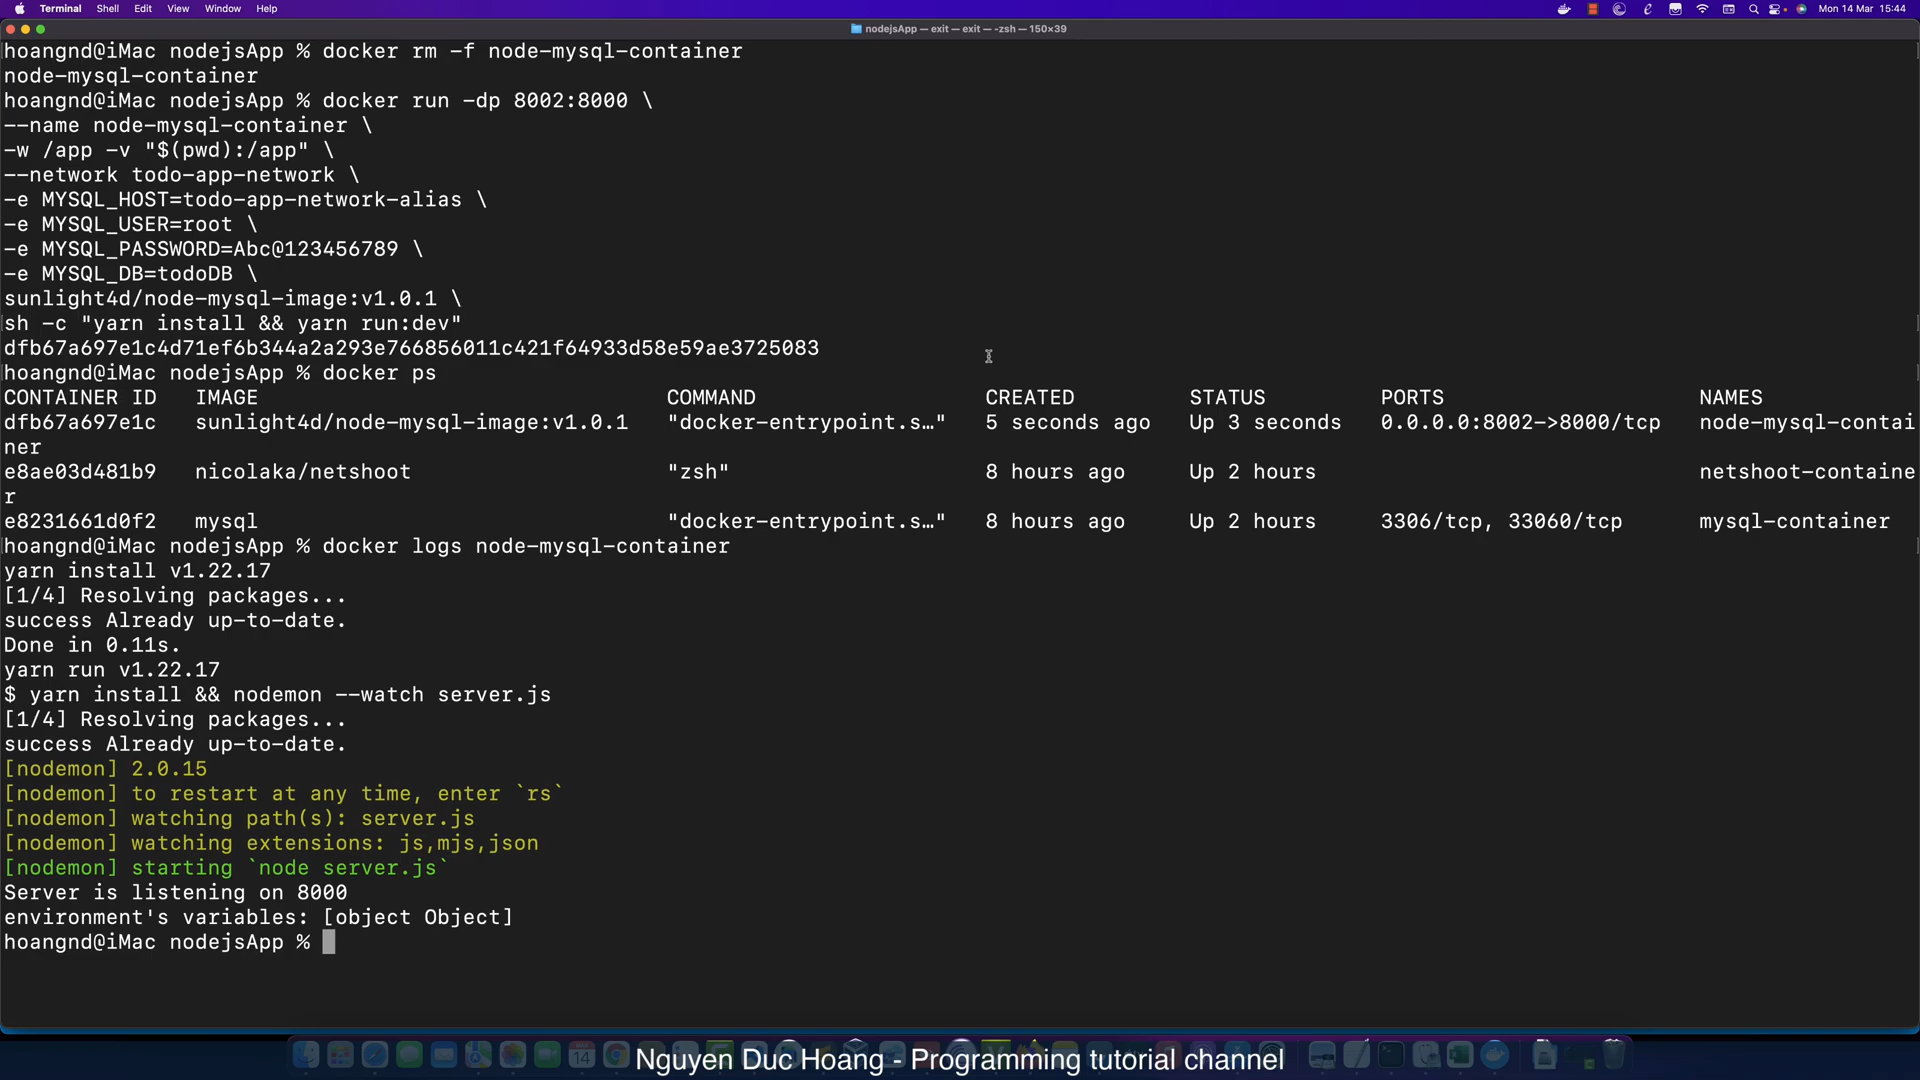 Terminal Shell Edit View Window Help Mon 14 Mar 15:44
nodejsApp — exit — exit — -zsh — 150×39
hoangnd@iMac nodejsApp % docker rm -f node-mysql-container
node-mysql-container
hoangnd@iMac nodejsApp % docker run -dp 8002:8000 \
--name node-mysql-container \
-w /app -v "$(pwd):/app" \
--network todo-app-network \
-e MYSQL_HOST=todo-app-network-alias \
-e MYSQL_USER=root \
-e MYSQL_PASSWORD=Abc@123456789 \
-e MYSQL_DB=todoDB \
sunlight4d/node-mysql-image:v1.0.1 \
sh -c "yarn install && yarn run:dev"
dfb67a697e1c4d71ef6b344a2a293e766856011c421f64933d58e59ae3725083
hoangnd@iMac nodejsApp % docker ps
CONTAINER ID IMAGE COMMAND CREATED STATUS PORTS NAMES
dfb67a697e1c sunlight4d/node-mysql-image:v1.0.1 "docker-entrypoint.s…" 5 seconds ago Up 3 seconds 0.0.0.0:8002->8000/tcp node-mysql-contai
ner
e8ae03d481b9 nicolaka/netshoot "zsh" 8 hours ago Up 2 hours netshoot-containe
r
e8231661d0f2 mysql "docker-entrypoint.s…" 8 hours ago Up 2 hours 3306/tcp, 33060/tcp mysql-container
hoangnd@iMac nodejsApp % docker logs node-mysql-container
yarn install v1.22.17
[1/4] Resolving packages...
success Already up-to-date.
Done in 0.11s.
yarn run v1.22.17
$ yarn install && nodemon --watch server.js
[1/4] Resolving packages...
success Already up-to-date.
[nodemon] 2.0.15
[nodemon] to restart at any time, enter `rs`
[nodemon] watching path(s): server.js
[nodemon] watching extensions: js,mjs,json
[nodemon] starting `node server.js`
Server is listening on 8000
environment's variables: [object Object]
hoangnd@iMac nodejsApp %
Nguyen Duc Hoang - Programming tutorial channel